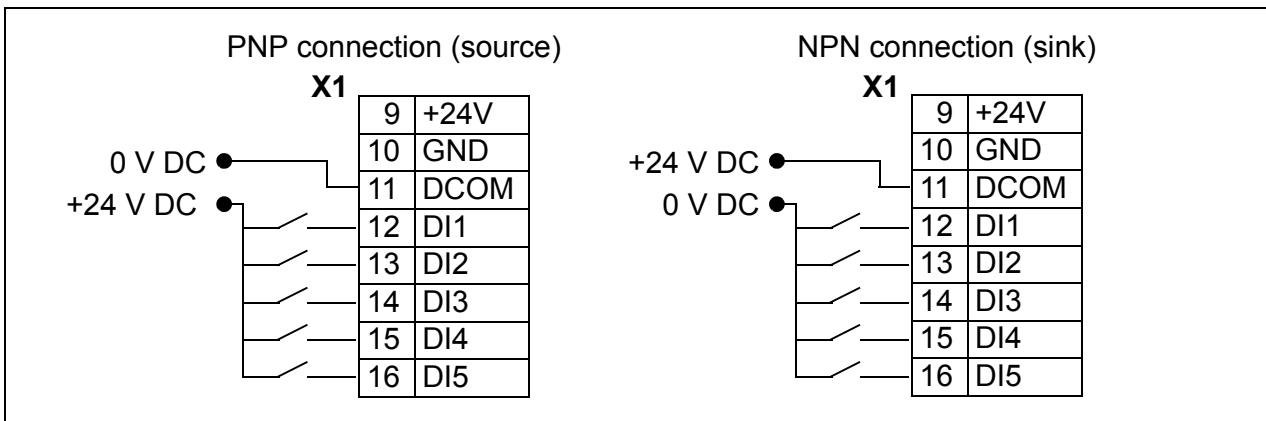 PNP connection (source)
X1
9 +24V
10 GND
0 V DC
11 DCOM
+24 V DC
12 DI1
13 DI2
14 DI3
15 DI4
16 DI5
NPN connection (sink)
X1
9 +24V
10 GND
+24 V DC
11 DCOM
0 V DC
12 DI1
13 DI2
14 DI3
15 DI4
16 DI5